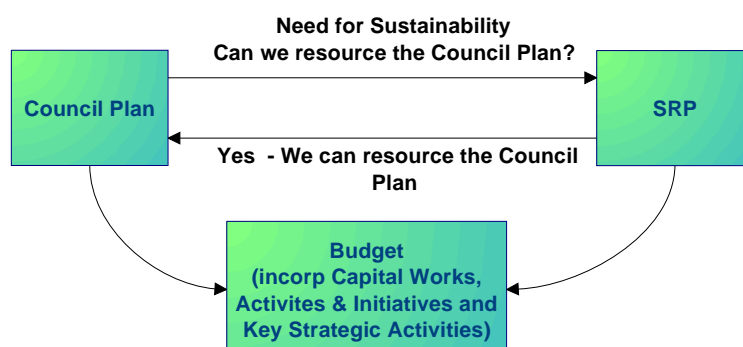 Need for Sustainability
Can we resource the Council Plan?
Council Plan
SRP
Yes - We can resource the Council
Plan
Budget
(incorp Capital Works,
Activites & Initiatives and
Key Strategic Activities)